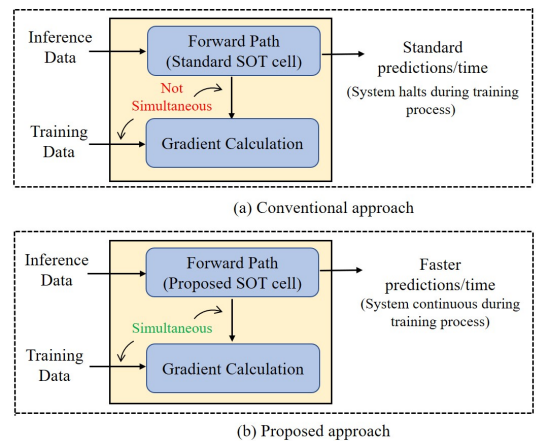 Inference
Data
Forward Path
(Standard SOT cell)
Standard
predictions/time
(System halts during training
process)
Not
Simultaneous
Training
Data
Gradient Calculation
(a) Conventional approach
Inference
Data
Forward Path
(Proposed SOT cell)
Faster
predictions/time
(System continuous during
training process)
Simultaneous
Training
Data
Gradient Calculation
(b) Proposed approach